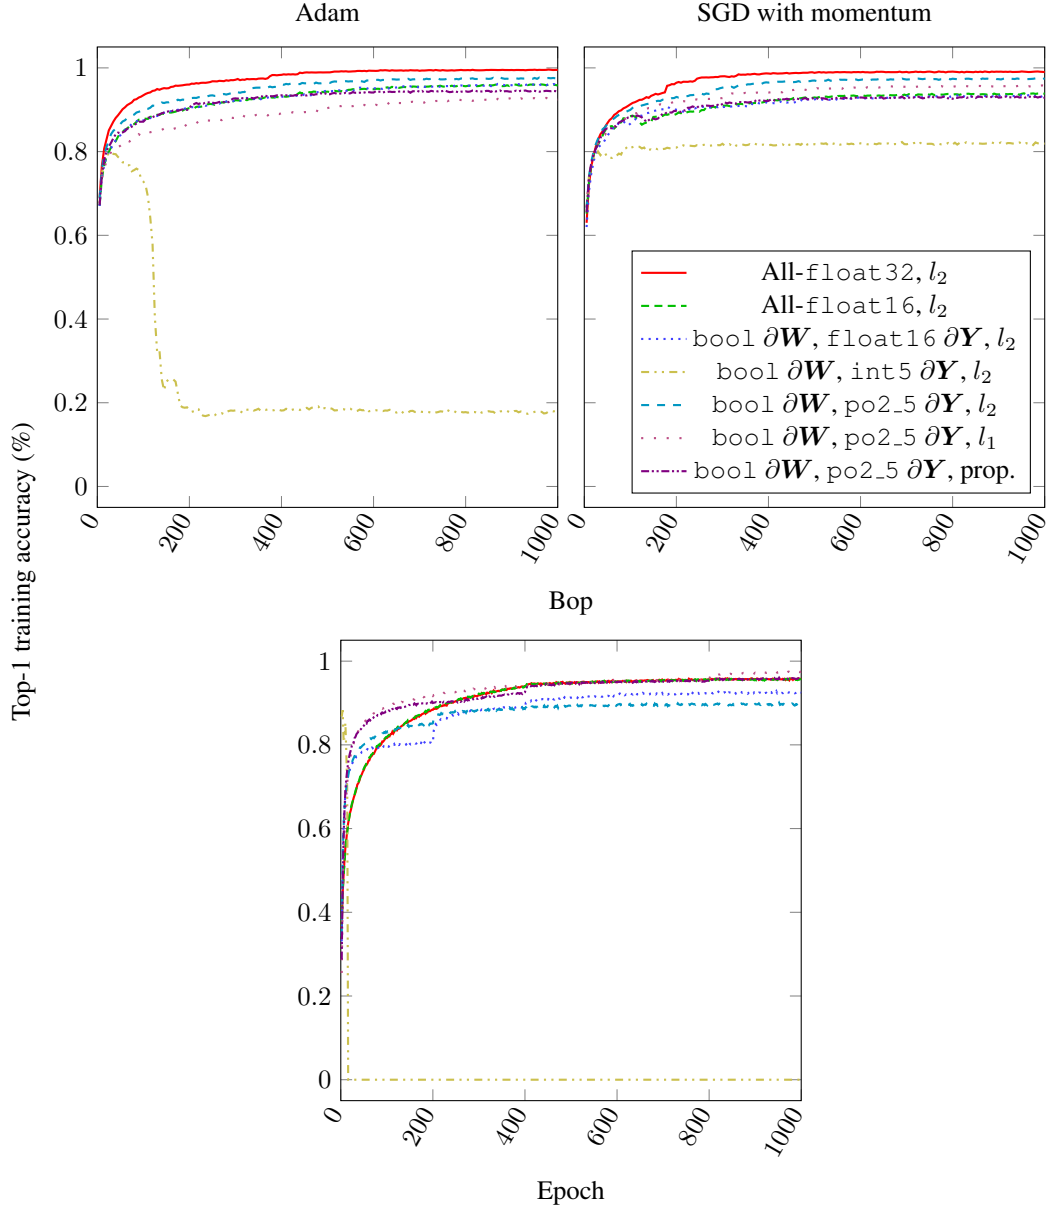 Adam
SGD with momentum
1
0.8
0.6
0.4
0.2
0
0
200
400
600
800
1000
0
200
400
600
800
1000
All-float32, l₂
All-float16, l₂
bool ∂W, float16 ∂Y, l₂
bool ∂W, int5 ∂Y, l₂
bool ∂W, po2_5 ∂Y, l₂
bool ∂W, po2_5 ∂Y, l₁
bool ∂W, po2_5 ∂Y, prop.
Top-1 training accuracy (%)
Bop
1
0.8
0.6
0.4
0.2
0
0
200
400
600
800
1000
Epoch